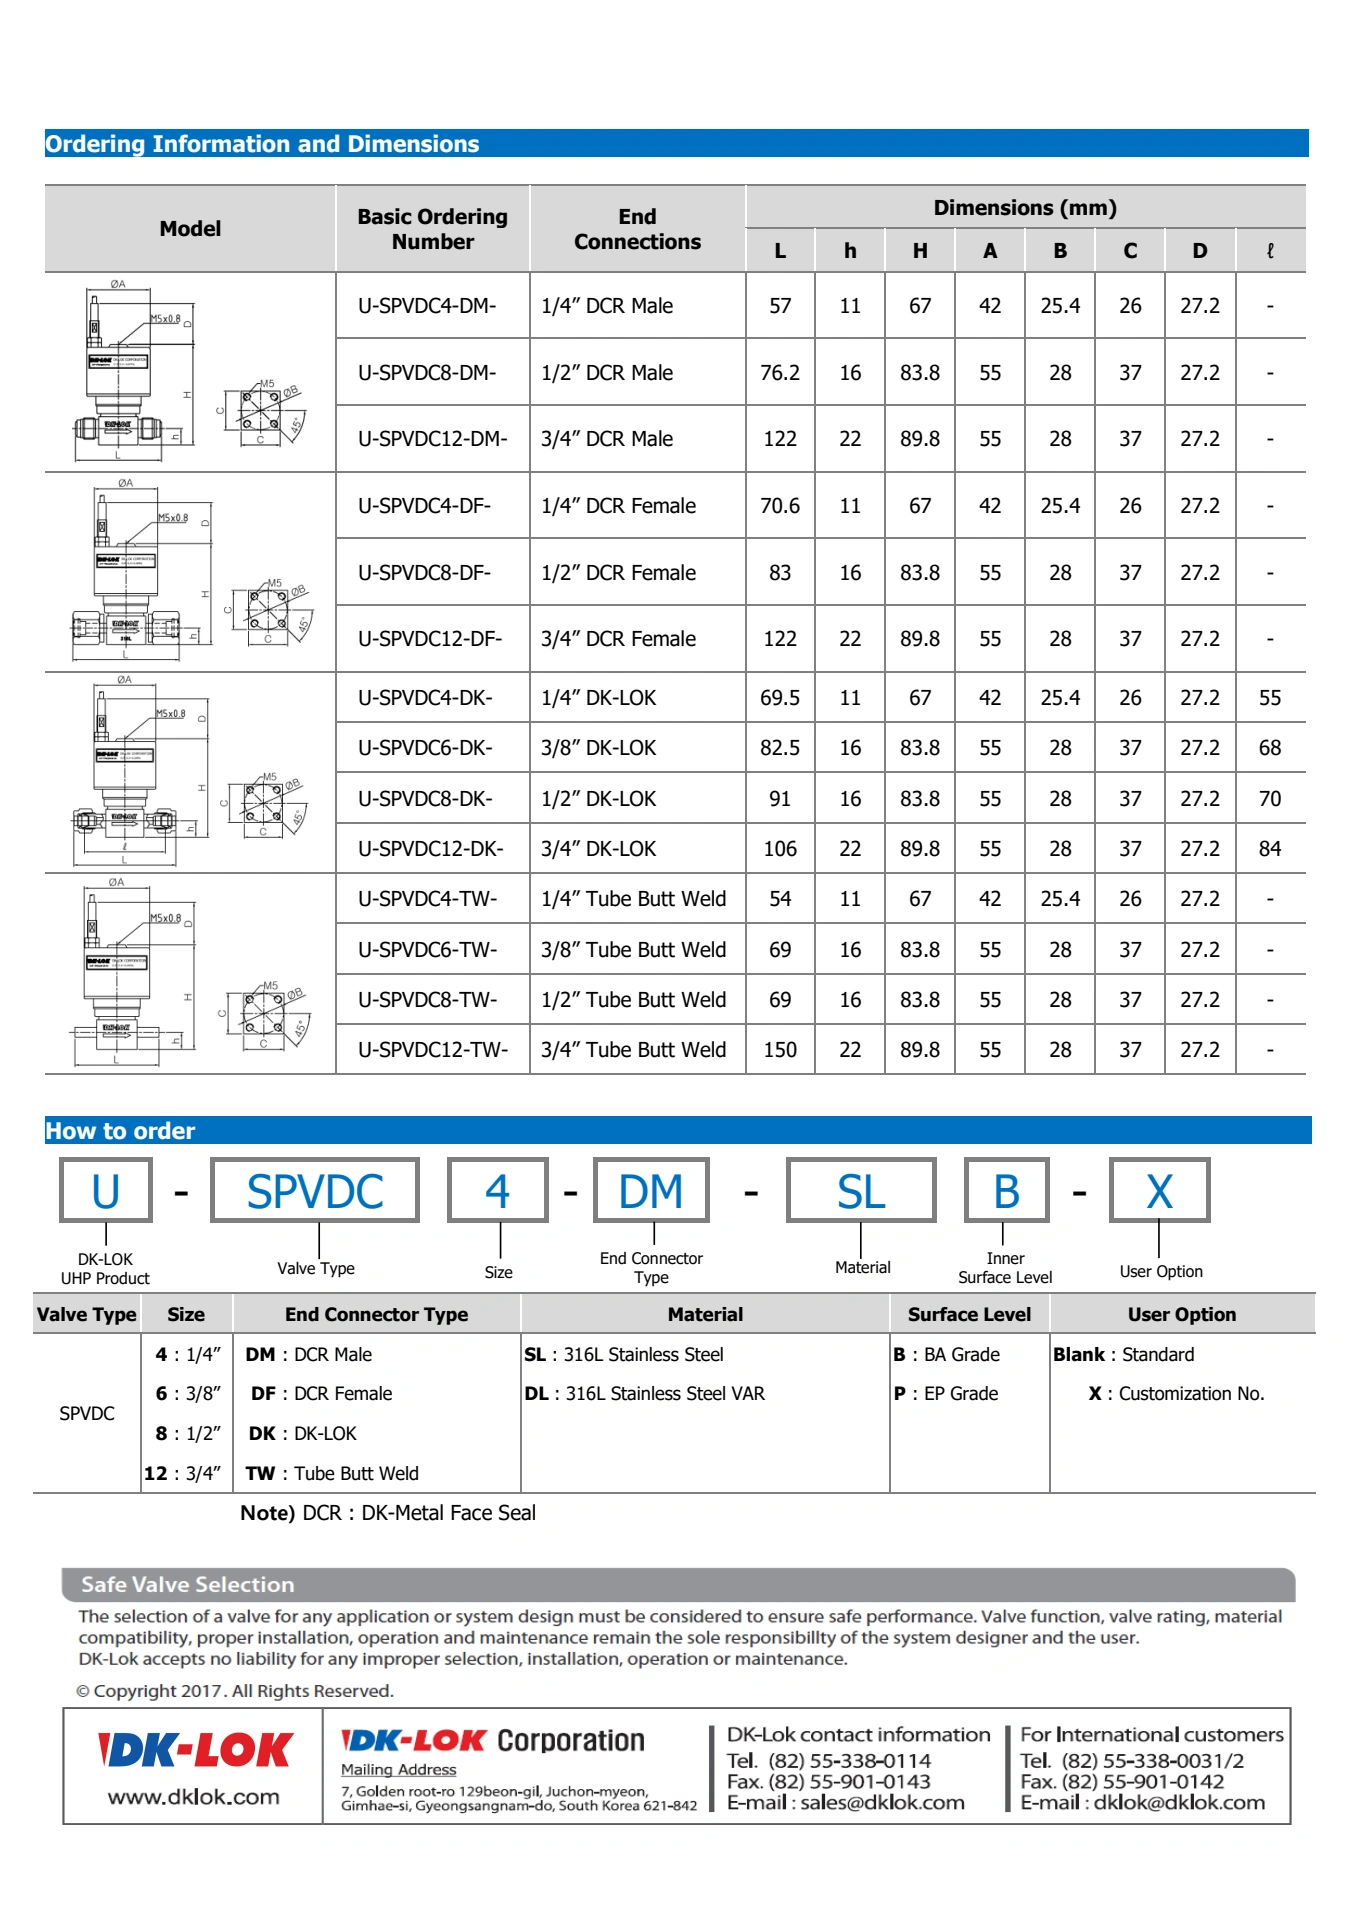 Ordering Information and Dimensions
Model Basic Ordering Number End Connections Dimensions (mm)
L h H A B C D ℓ
ØA
M5x0.8
D
DK-LOK
H
M5
ØB
C
45°
C
DK-LOK
h
L
U-SPVDC4-DM- 1/4” DCR Male 57 11 67 42 25.4 26 27.2 -
U-SPVDC8-DM- 1/2” DCR Male 76.2 16 83.8 55 28 37 27.2 -
U-SPVDC12-DM- 3/4” DCR Male 122 22 89.8 55 28 37 27.2 -
ØA
M5x0.8
D
DK-LOK
H
M5
ØB
C
45°
C
DK-LOK
h
L
U-SPVDC4-DF- 1/4” DCR Female 70.6 11 67 42 25.4 26 27.2 -
U-SPVDC8-DF- 1/2” DCR Female 83 16 83.8 55 28 37 27.2 -
U-SPVDC12-DF- 3/4” DCR Female 122 22 89.8 55 28 37 27.2 -
ØA
M5x0.8
D
DK-LOK
H
M5
ØB
C
45°
C
DK-LOK
h
ℓ
L
U-SPVDC4-DK- 1/4” DK-LOK 69.5 11 67 42 25.4 26 27.2 55
U-SPVDC6-DK- 3/8” DK-LOK 82.5 16 83.8 55 28 37 27.2 68
U-SPVDC8-DK- 1/2” DK-LOK 91 16 83.8 55 28 37 27.2 70
U-SPVDC12-DK- 3/4” DK-LOK 106 22 89.8 55 28 37 27.2 84
ØA
M5x0.8
D
DK-LOK
H
M5
ØB
C
45°
C
DK-LOK
h
L
U-SPVDC4-TW- 1/4” Tube Butt Weld 54 11 67 42 25.4 26 27.2 -
U-SPVDC6-TW- 3/8” Tube Butt Weld 69 16 83.8 55 28 37 27.2 -
U-SPVDC8-TW- 1/2” Tube Butt Weld 69 16 83.8 55 28 37 27.2 -
U-SPVDC12-TW- 3/4” Tube Butt Weld 150 22 89.8 55 28 37 27.2 -
How to order
U - SPVDC 4 - DM - SL B - X
DK-LOK UHP Product
Valve Type
Size
End Connector Type
Material
Inner Surface Level
User Option
Valve Type Size End Connector Type Material Surface Level User Option
SPVDC
4 : 1/4” DM : DCR Male SL : 316L Stainless Steel B : BA Grade Blank : Standard
6 : 3/8” DF : DCR Female DL : 316L Stainless Steel VAR P : EP Grade X : Customization No.
8 : 1/2” DK : DK-LOK
12 : 3/4” TW : Tube Butt Weld
Note) DCR : DK-Metal Face Seal
Safe Valve Selection
The selection of a valve for any application or system design must be considered to ensure safe performance. Valve function, valve rating, material
compatibility, proper installation, operation and maintenance remain the sole responsibillty of the system designer and the user.
DK-Lok accepts no liability for any improper selection, installation, operation or maintenance.
© Copyright 2017. All Rights Reserved.
DK-LOK
www.dklok.com
DK-LOK Corporation
Mailing Address
7, Golden root-ro 129beon-gil, Juchon-myeon,
Gimhae-si, Gyeongsangnam-do, South Korea 621-842
DK-Lok contact information
Tel. (82) 55-338-0114
Fax. (82) 55-901-0143
E-mail : sales@dklok.com
For International customers
Tel. (82) 55-338-0031/2
Fax. (82) 55-901-0142
E-mail : dklok@dklok.com